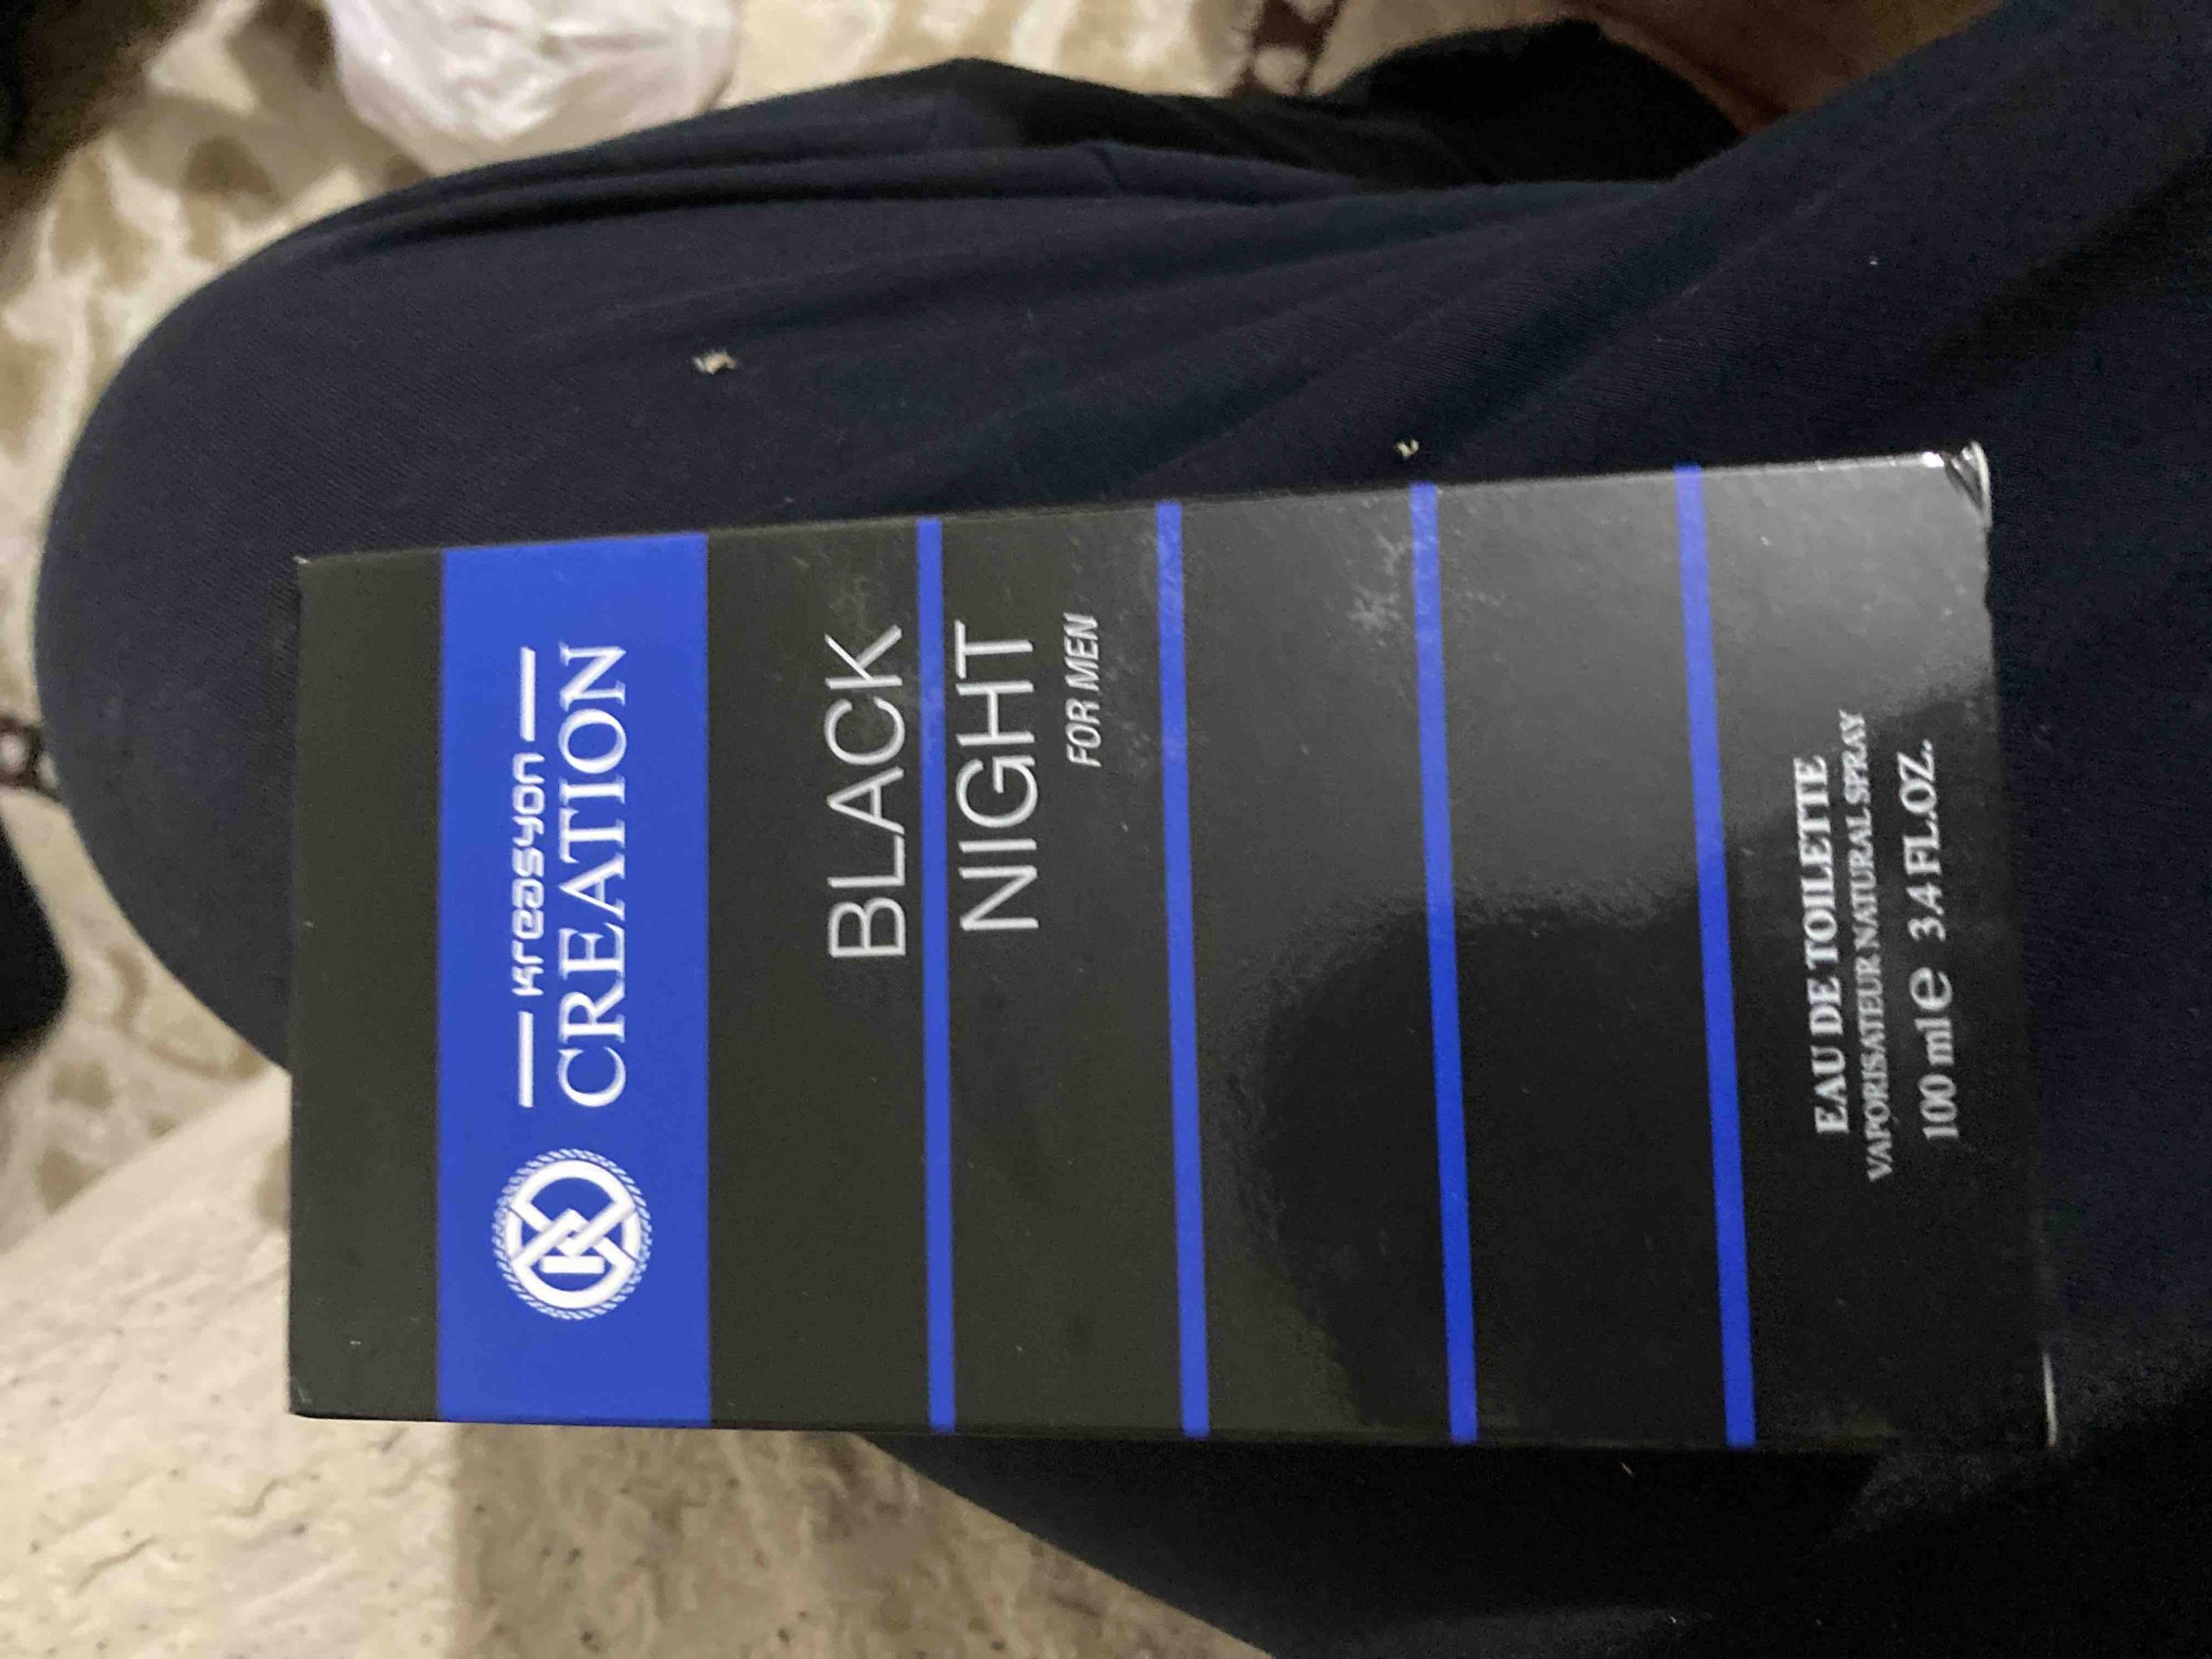 kreasyon
CREATION
BLACK
NIGHT
FOR MEN
EAU DE TOILETTE
VAPORISATEUR NATURAL SPRAY
100 ml e 3.4 FL.OZ.